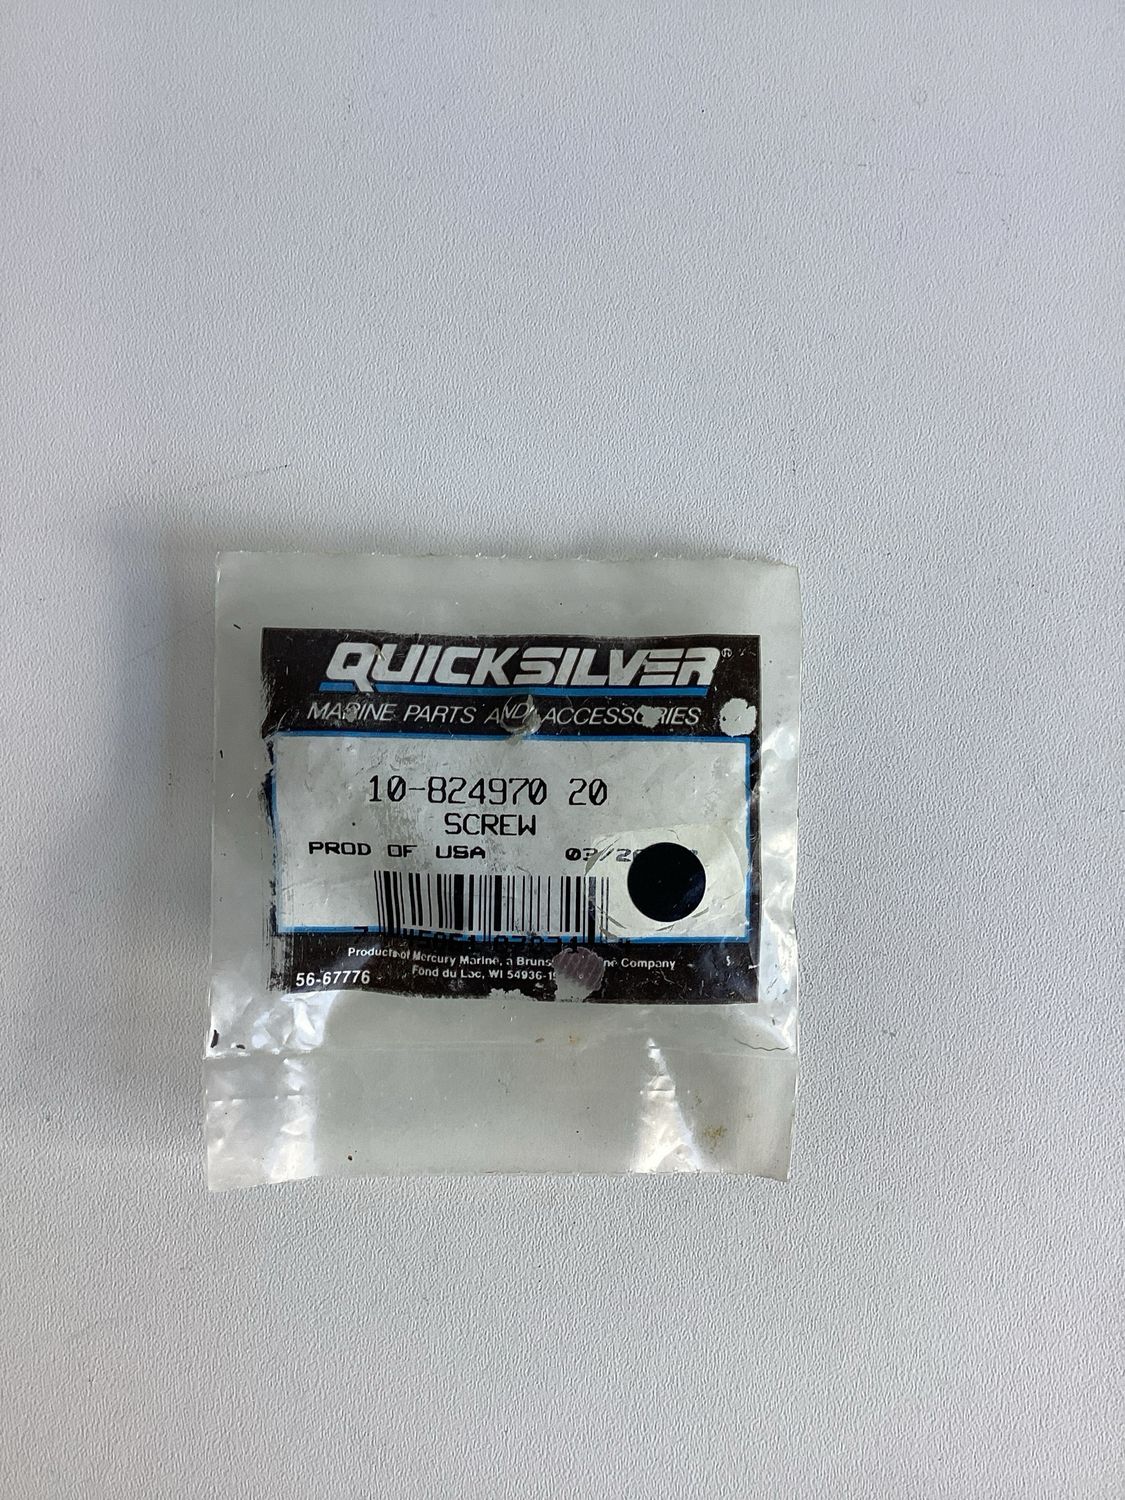 QUICKSILVER®
MARINE PARTS AND ACCESSORIES
10-824970 20
SCREW
PROD OF USA
Products of Mercury Marine, a Company
Fond du Lac, WI
56-67776